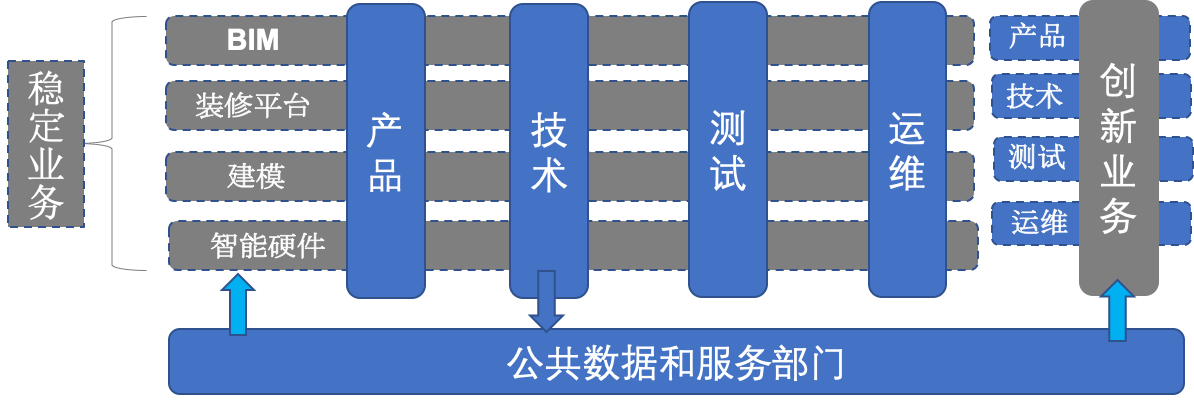 稳定业务
BIM
装修平台
建模
智能硬件
产品
技术
测试
运维
产品
技术
测试
运维
创新业务
公共数据和服务部门